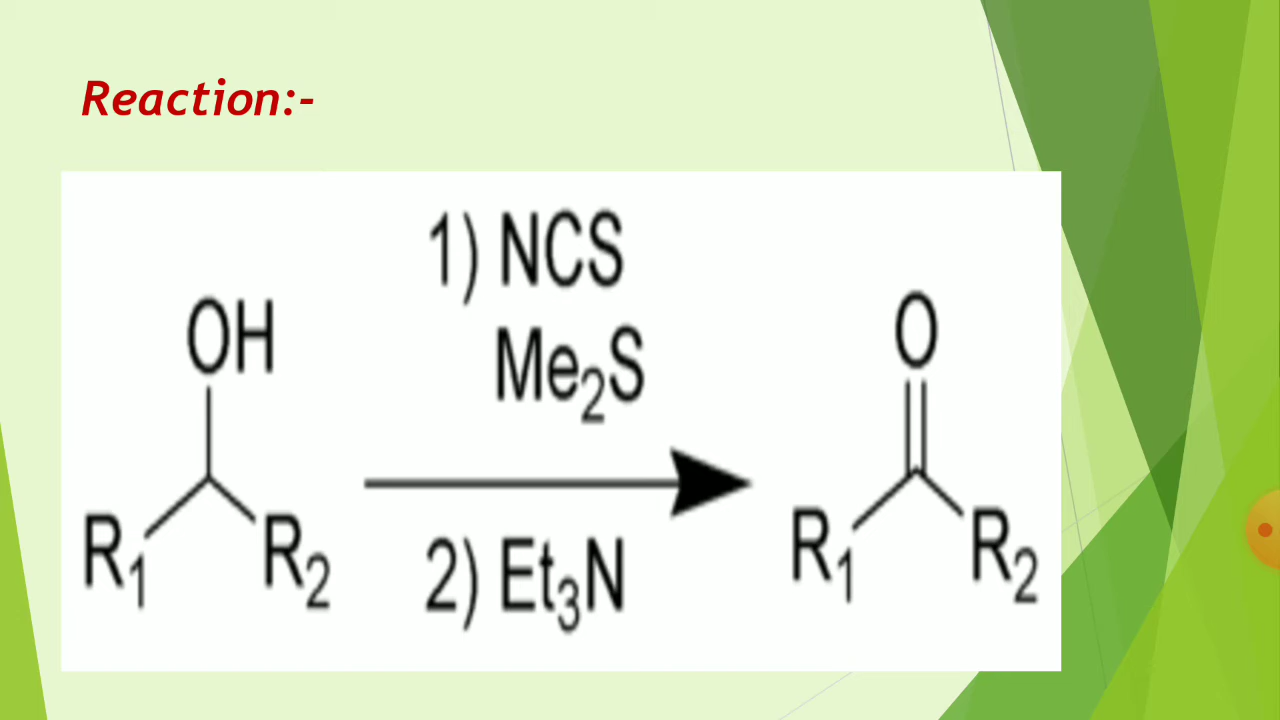 Reaction:-
1) NCS
Me2S
OH
O
R1
R2
2) Et3N
R1
R2